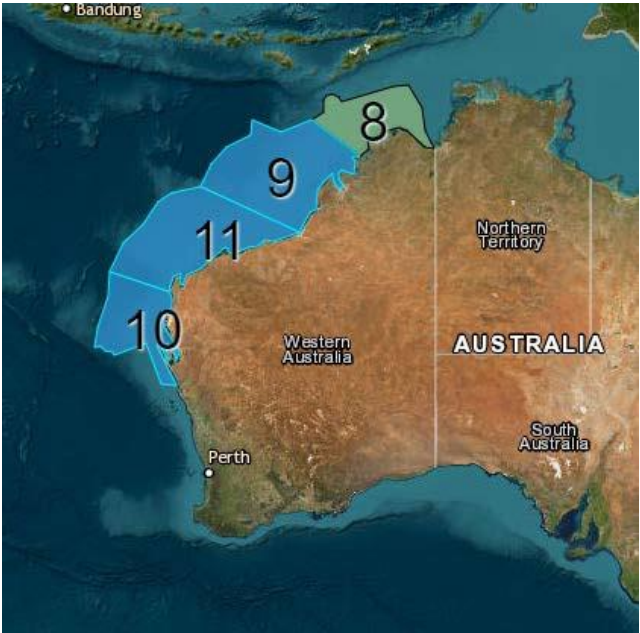 Bandung
8
9
Northern
Territory
11
10
Western
Australia
AUSTRALIA
South
Australia
Perth